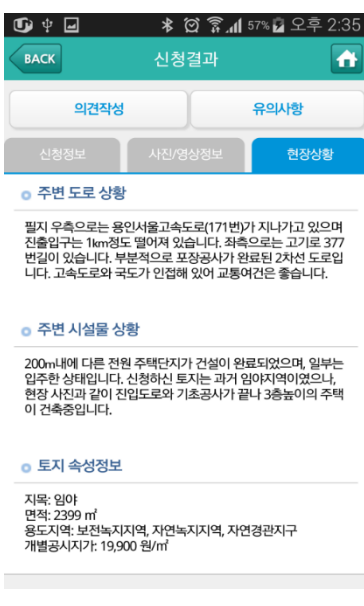 57% 오후 2:35
BACK 신청결과
의견작성 유의사항
신청정보 사진/영상정보 현장상황
주변 도로 상황
필지 우측으로는 용인서울고속도로(171번)가 지나가고 있으며
진출입구는 1km정도 떨어져 있습니다. 좌측으로는 고기로 377
번길이 있습니다. 부분적으로 포장공사가 완료된 2차선 도로입
니다. 고속도로와 국도가 인접해 있어 교통여건은 좋습니다.
주변 시설물 상황
200m내에 다른 전원 주택단지가 건설이 완료되었으며, 일부는
입주한 상태입니다. 신청하신 토지는 과거 임야지역이였으나,
현장 사진과 같이 진입도로와 기초공사가 끝나 3층높이의 주택
이 건축중입니다.
토지 속성정보
지목: 임야
면적: 2399 ㎡
용도지역: 보전녹지지역, 자연녹지지역, 자연경관지구
개별공시지가: 19,900 원/㎡